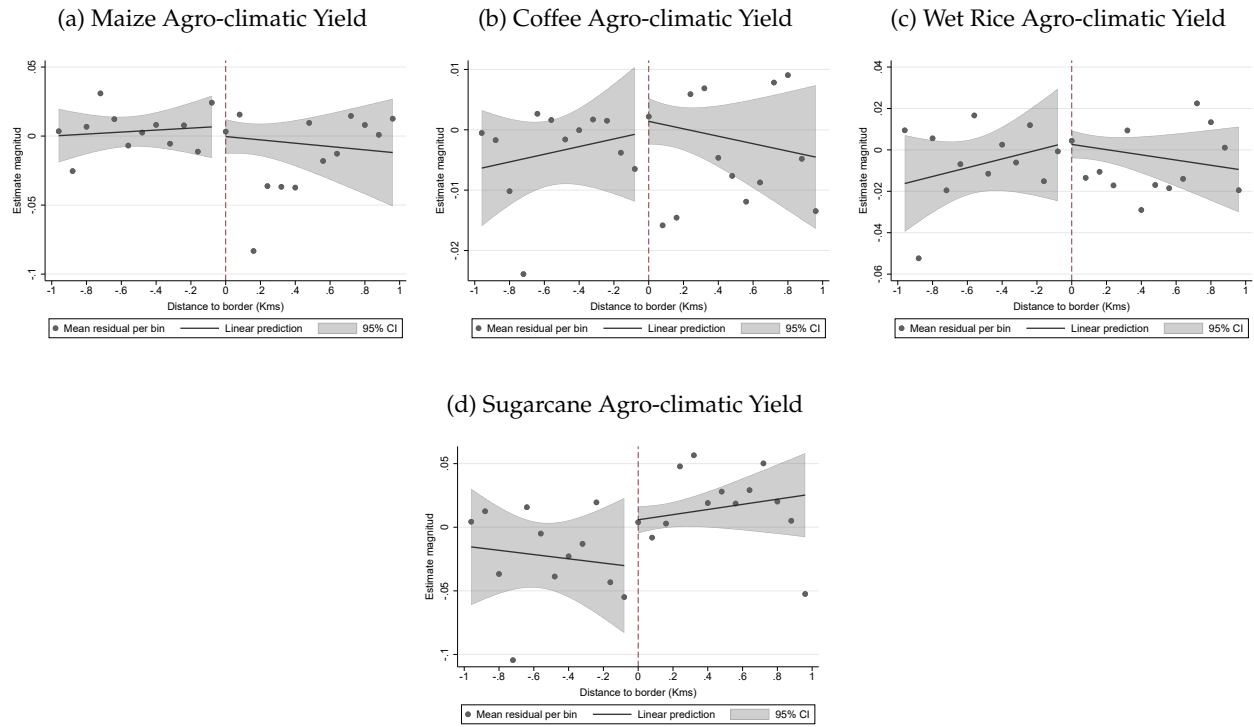 (a) Maize Agro-climatic Yield
(b) Coffee Agro-climatic Yield
(c) Wet Rice Agro-climatic Yield
Estimate magnitud
.05
0
-.05
-.1
-1 -.8 -.6 -.4 -.2 0 .2 .4 .6 .8 1
Distance to border (Kms)
Mean residual per bin Linear prediction 95% CI
Estimate magnitud
.01
0
-.01
-.02
-1 -.8 -.6 -.4 -.2 0 .2 .4 .6 .8 1
Distance to border (Kms)
Mean residual per bin Linear prediction 95% CI
Estimate magnitud
.04
.02
0
-.02
-.04
-.06
-1 -.8 -.6 -.4 -.2 0 .2 .4 .6 .8 1
Distance to border (Kms)
Mean residual per bin Linear prediction 95% CI
(d) Sugarcane Agro-climatic Yield
Estimate magnitud
.05
0
-.05
-.1
-1 -.8 -.6 -.4 -.2 0 .2 .4 .6 .8 1
Distance to border (Kms)
Mean residual per bin Linear prediction 95% CI